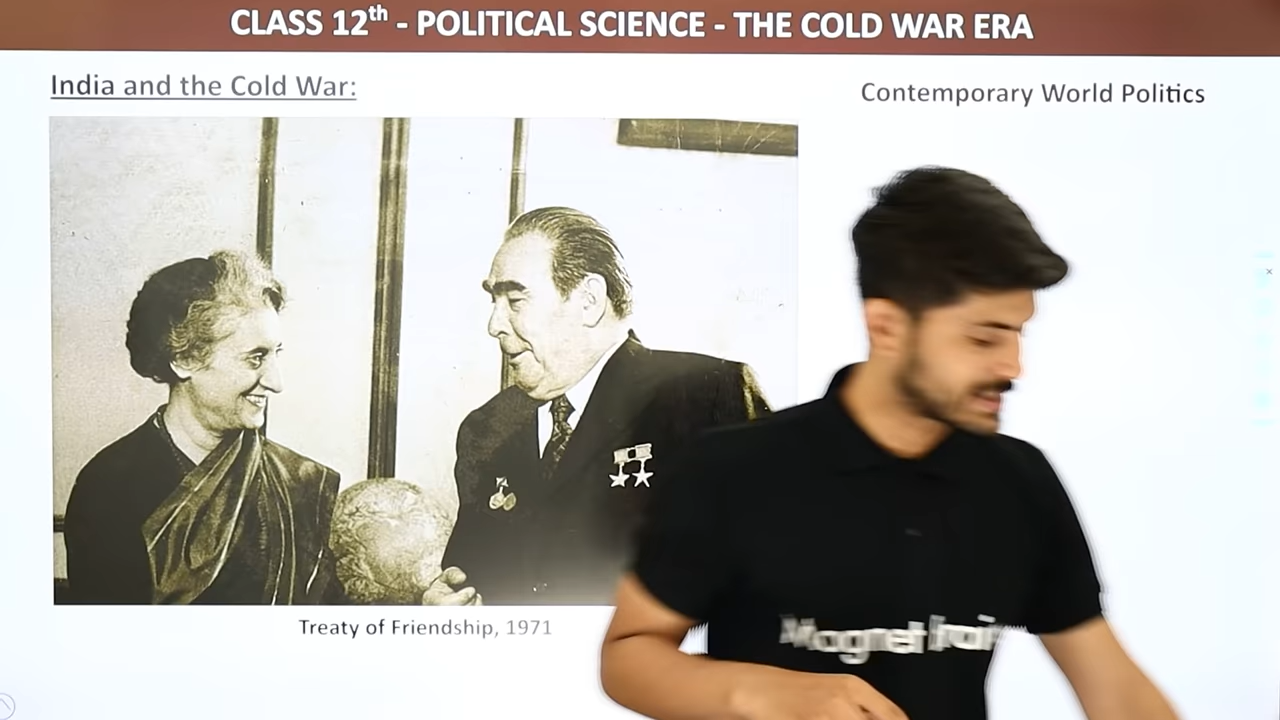 CLASS 12th - POLITICAL SCIENCE - THE COLD WAR ERA
India and the Cold War:
Contemporary World Politics
Treaty of Friendship, 1971
Magnet